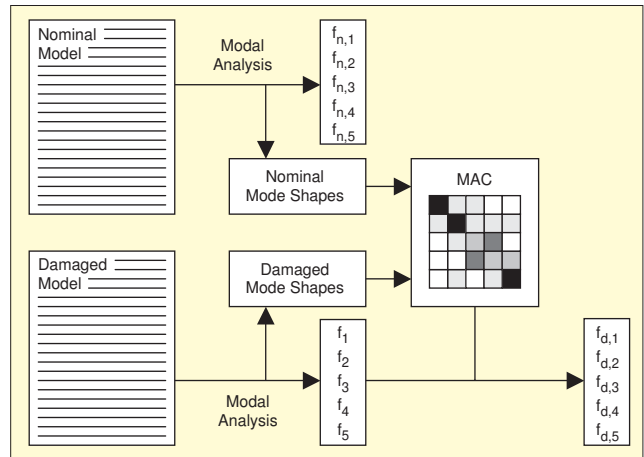 Nominal
Model
Modal
Analysis
f_n,1
f_n,2
f_n,3
f_n,4
f_n,5
Nominal
Mode Shapes
MAC
Damaged
Model
Damaged
Mode Shapes
Modal
Analysis
f_1
f_2
f_3
f_4
f_5
f_d,1
f_d,2
f_d,3
f_d,4
f_d,5